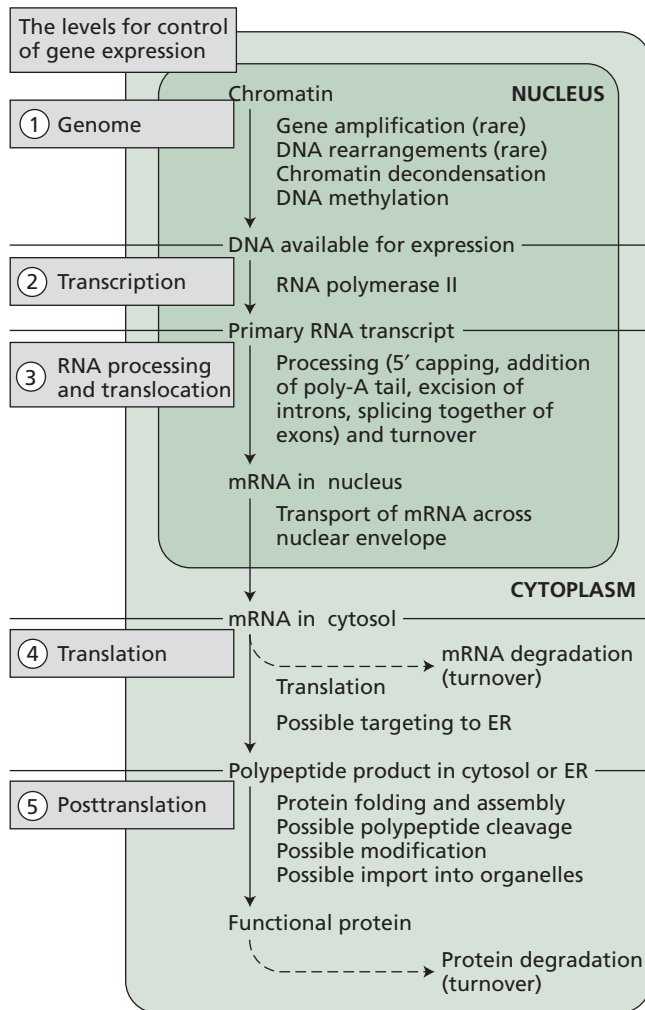 The levels for control
of gene expression
NUCLEUS
Chromatin
1 Genome
Gene amplification (rare)
DNA rearrangements (rare)
Chromatin decondensation
DNA methylation
DNA available for expression
2 Transcription
RNA polymerase II
Primary RNA transcript
3 RNA processing
and translocation
Processing (5′ capping, addition
of poly-A tail, excision of
introns, splicing together of
exons) and turnover
mRNA in nucleus
Transport of mRNA across
nuclear envelope
CYTOPLASM
mRNA in cytosol
4 Translation
mRNA degradation
(turnover)
Translation
Possible targeting to ER
Polypeptide product in cytosol or ER
5 Posttranslation
Protein folding and assembly
Possible polypeptide cleavage
Possible modification
Possible import into organelles
Functional protein
Protein degradation
(turnover)